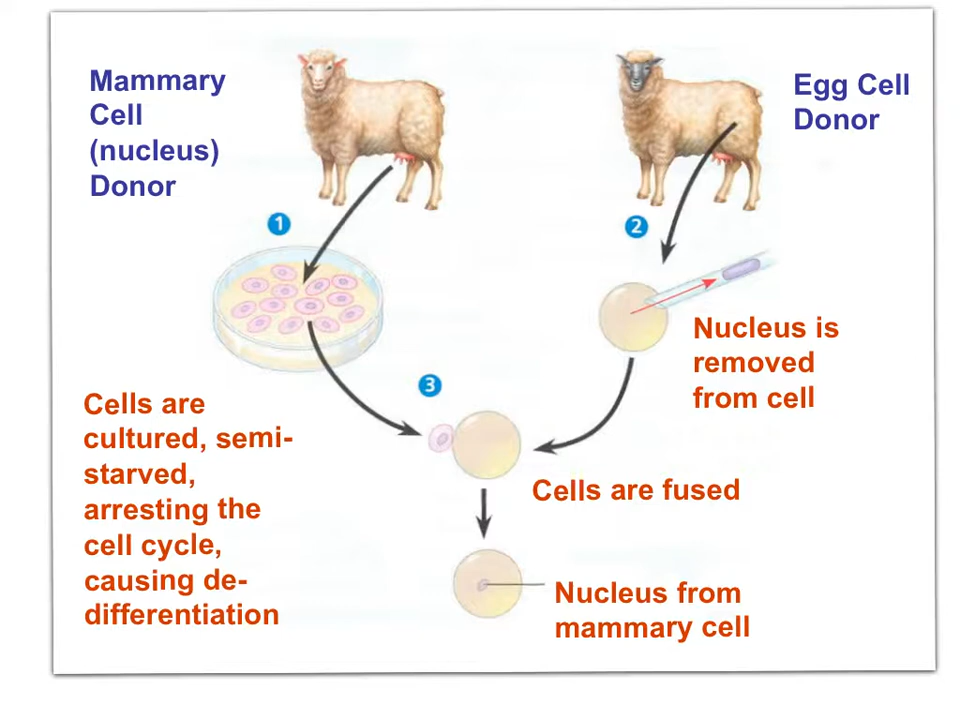 Mammary
Cell
(nucleus)
Donor
Egg Cell
Donor
1
2
Nucleus is
removed
from cell
3
Cells are
cultured, semi-
starved,
arresting the
cell cycle,
causing de-
differentiation
Cells are fused
Nucleus from
mammary cell